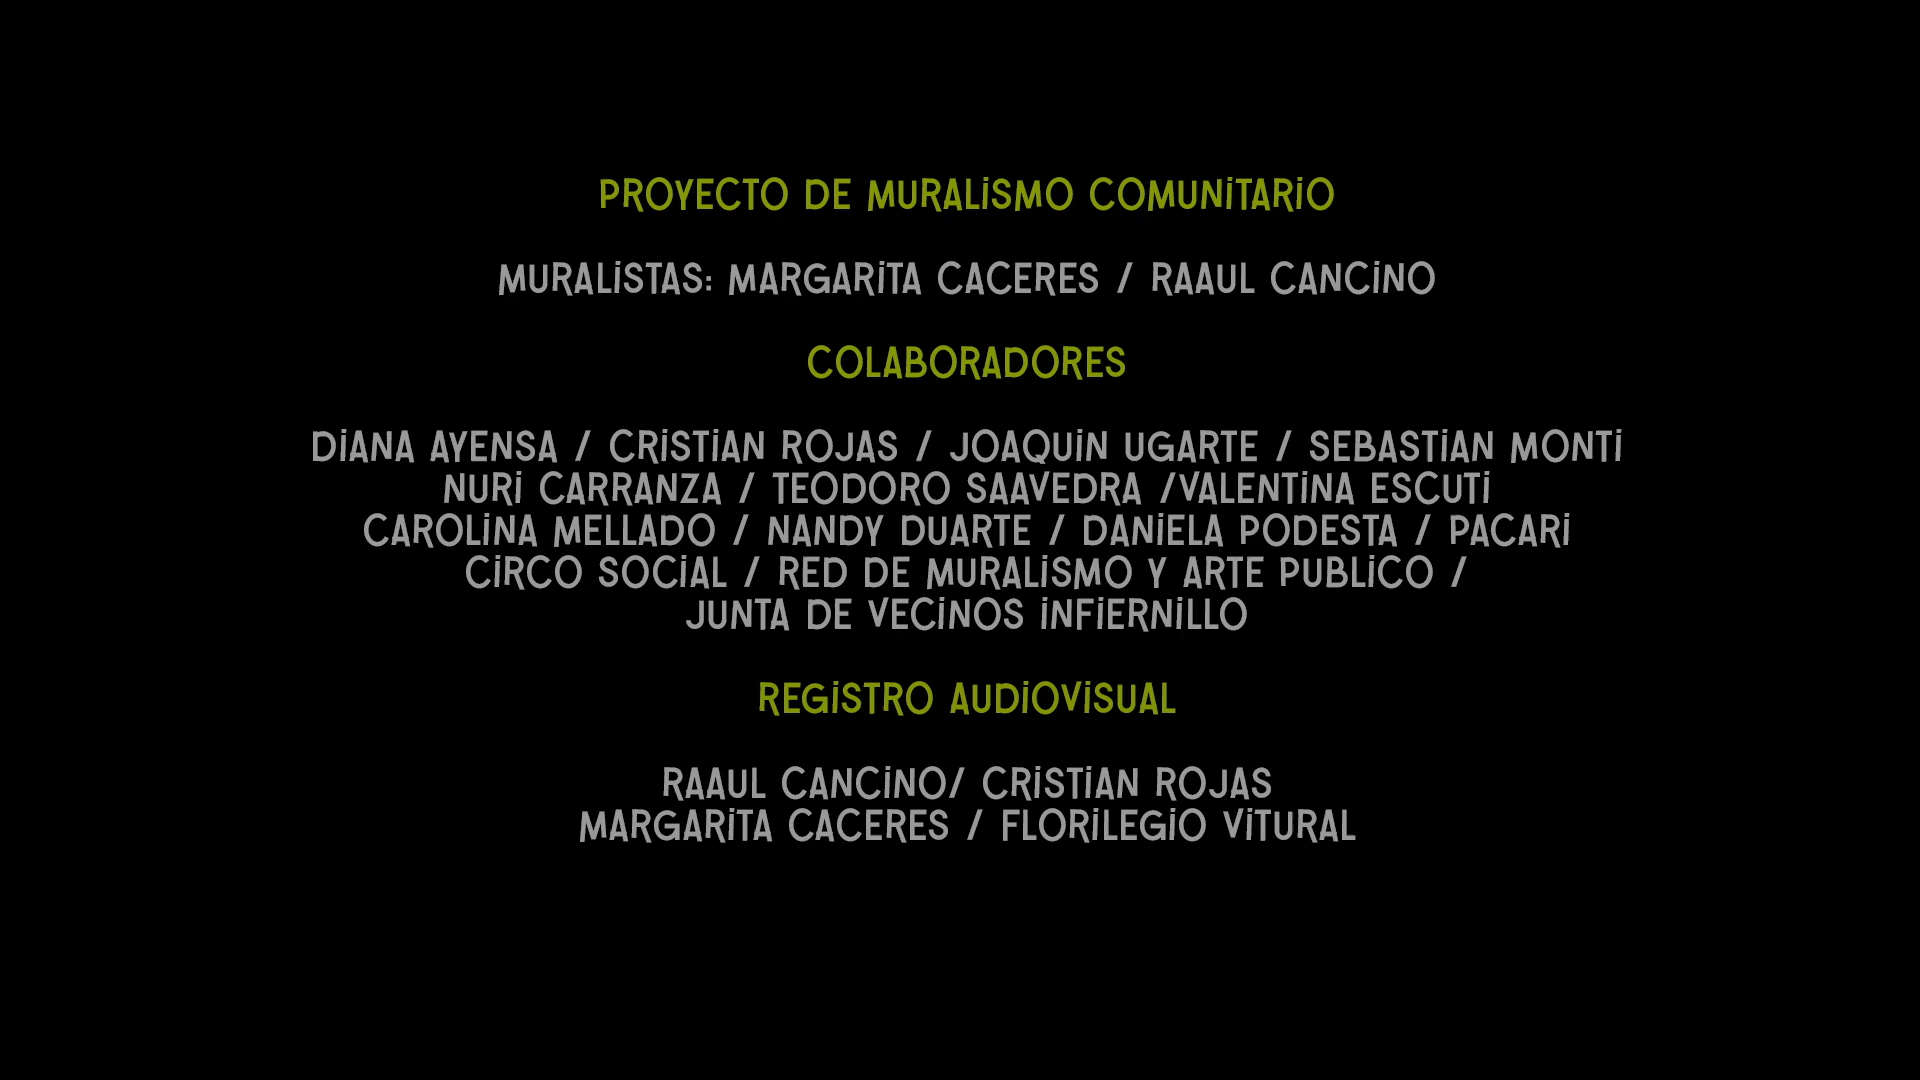 PROYECTO DE MURALiSMO COMUNiTARiO
MURALiSTAS: MARGARiTA CACERES / RAAUL CANCiNO
COLABORADORES
DiANA AYENSA / CRiSTiAN ROJAS / JOAQUiN UGARTE / SEBASTiAN MONTi
NURi CARRANZA / TEODORO SAAVEDRA /VALENTiNA ESCUTi
CAROLiNA MELLADO / NANDY DUARTE / DANiELA PODESTA / PACARi
CiRCO SOCiAL / RED DE MURALiSMO Y ARTE PUBLiCO /
JUNTA DE VECiNOS iNFiERNiLLO
REGiSTRO AUDiOViSUAL
RAAUL CANCiNO/ CRiSTiAN ROJAS
MARGARiTA CACERES / FLORiLEGiO ViTURAL